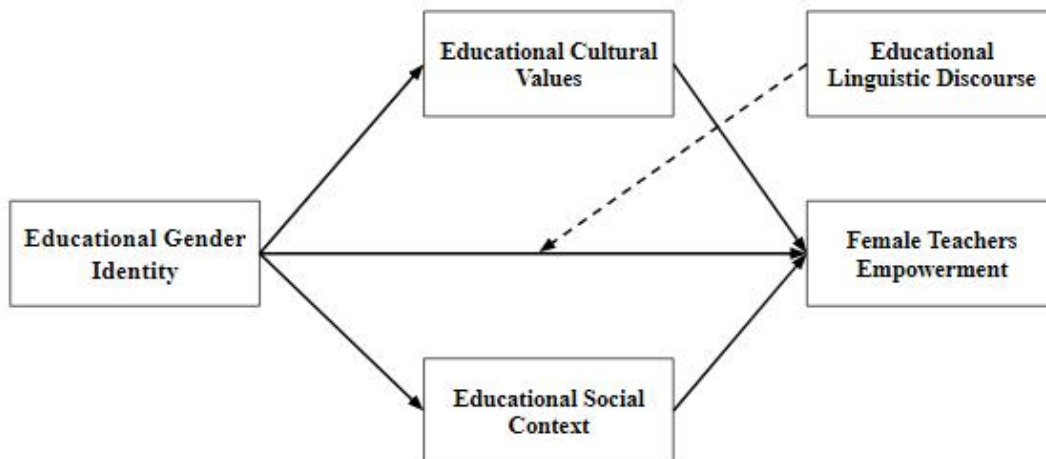 Educational Cultural
Values
Educational
Linguistic Discourse
Educational Gender
Identity
Female Teachers
Empowerment
Educational Social
Context